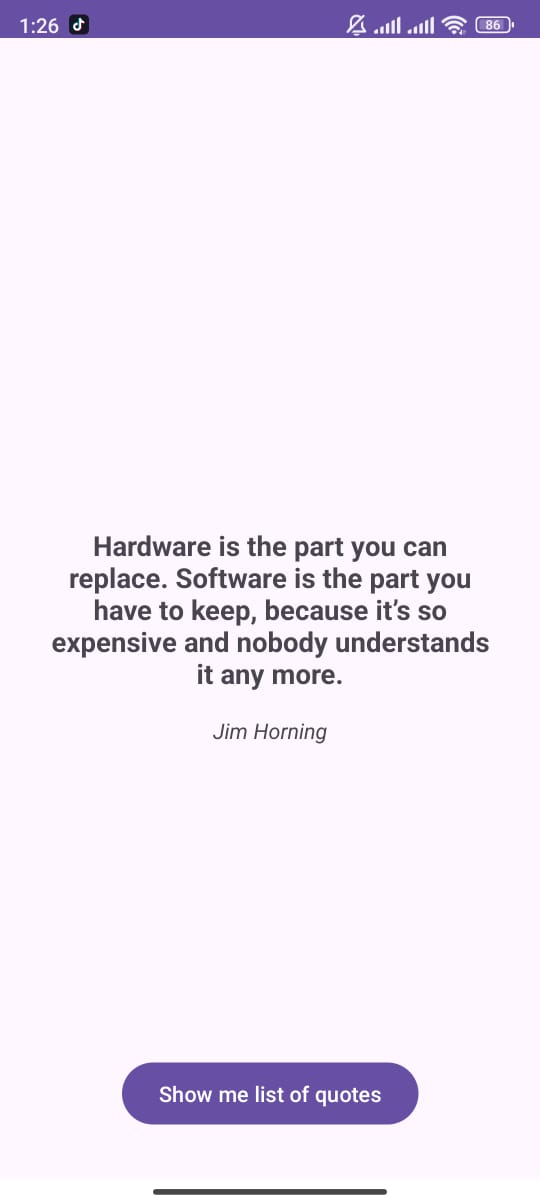 1:26
86
Hardware is the part you can
replace. Software is the part you
have to keep, because it’s so
expensive and nobody understands
it any more.
Jim Horning
Show me list of quotes